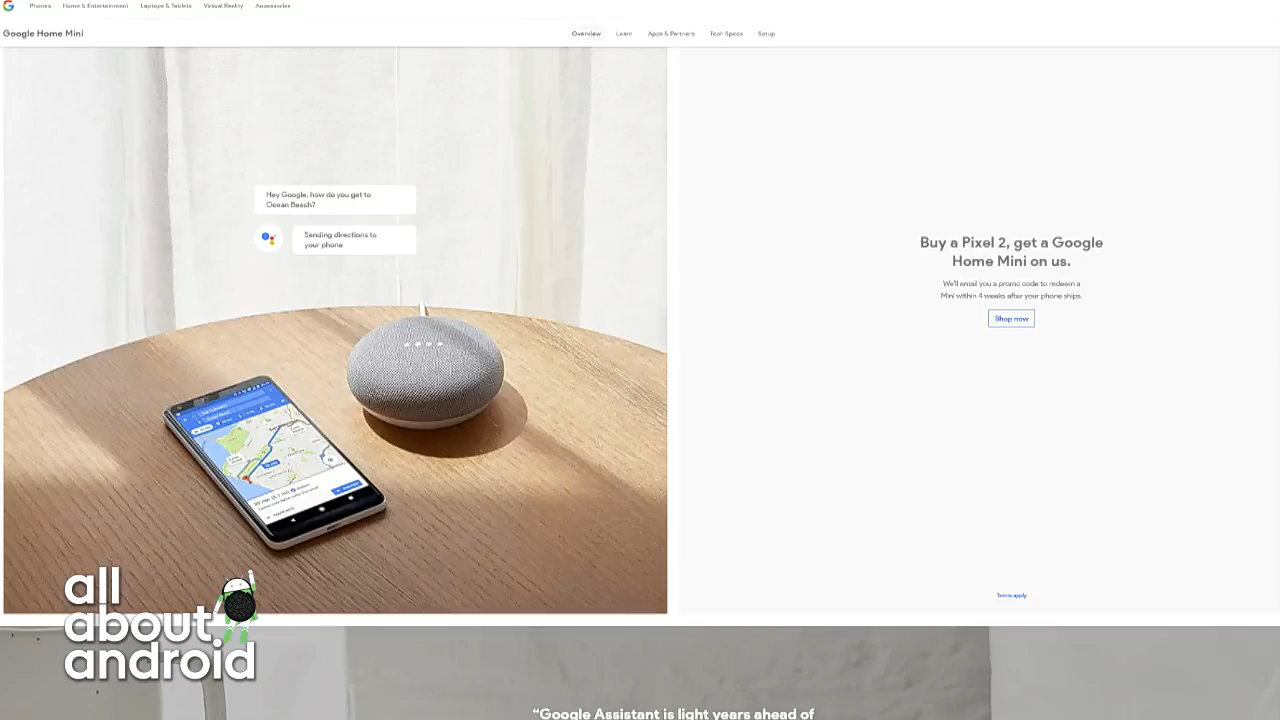 Phones Home & Entertainment Laptops & Tablets Virtual Reality Accessories
Google Home Mini
Overview Learn Apps & Partners Tech Specs Setup
Hey Google, how do you get to
Ocean Beach?
Sending directions to
your phone
Buy a Pixel 2, get a Google
Home Mini on us.
We'll email you a promo code to redeem a
Mini within 4 weeks after your phone ships.
Shop now
Terms apply
all
about
android
“Google Assistant is light years ahead of